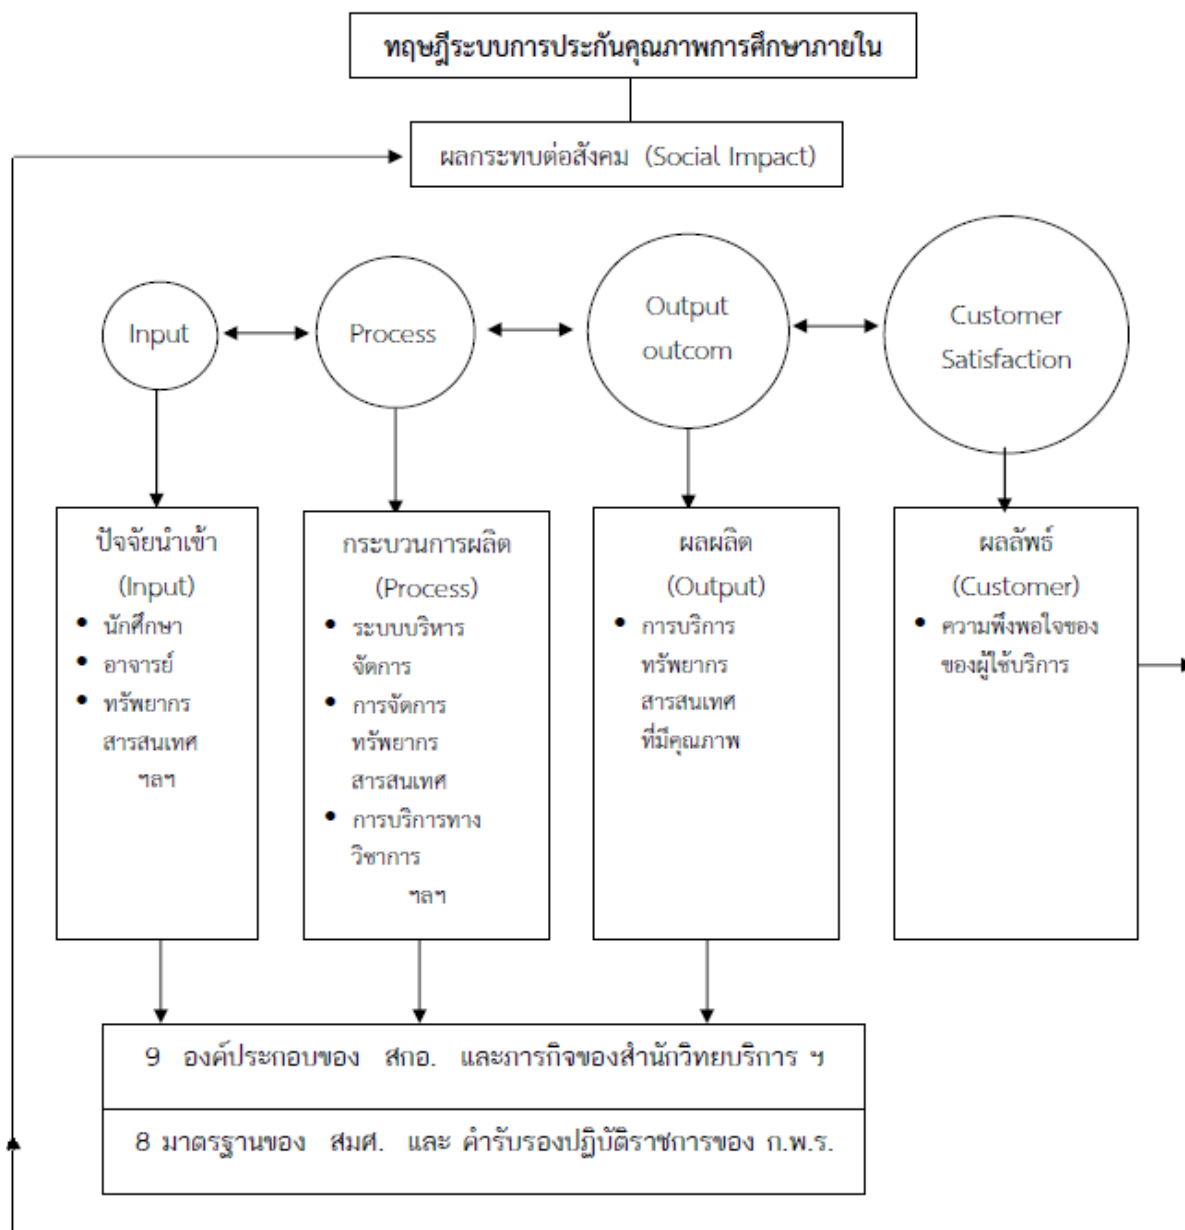 ทฤษฎีระบบการประกันคุณภาพการศึกษาภายใน
ผลกระทบต่อสังคม (Social Impact)
Input
Process
Output
outcom
Customer
Satisfaction
ปัจจัยนำเข้า
(Input)
• นักศึกษา
• อาจารย์
• ทรัพยากร
สารสนเทศ
ฯลฯ
กระบวนการผลิต
(Process)
• ระบบบริหาร
จัดการ
• การจัดการ
ทรัพยากร
สารสนเทศ
• การบริการทาง
วิชาการ
ฯลฯ
ผลผลิต
(Output)
• การบริการ
ทรัพยากร
สารสนเทศ
ที่มีคุณภาพ
ผลลัพธ์
(Customer)
• ความพึงพอใจของ
ของผู้ใช้บริการ
9 องค์ประกอบของ สกอ. และภารกิจของสำนักวิทยบริการ ฯ
8 มาตรฐานของ สมศ. และ คำรับรองปฏิบัติราชการของ ก.พ.ร.